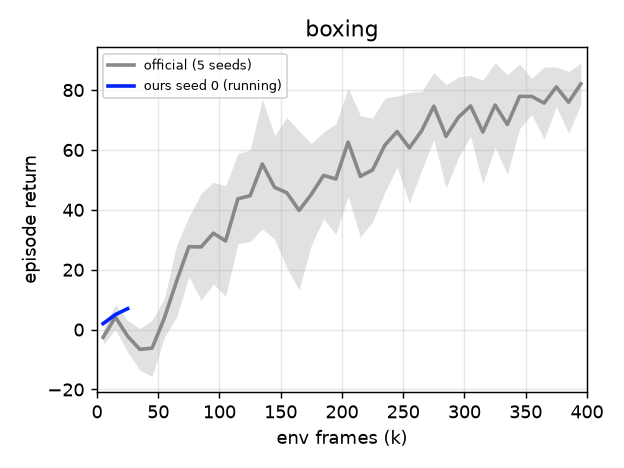 boxing
official (5 seeds)
ours seed 0 (running)
80
60
40
20
0
−20
episode return
0 50 100 150 200 250 300 350 400
env frames (k)